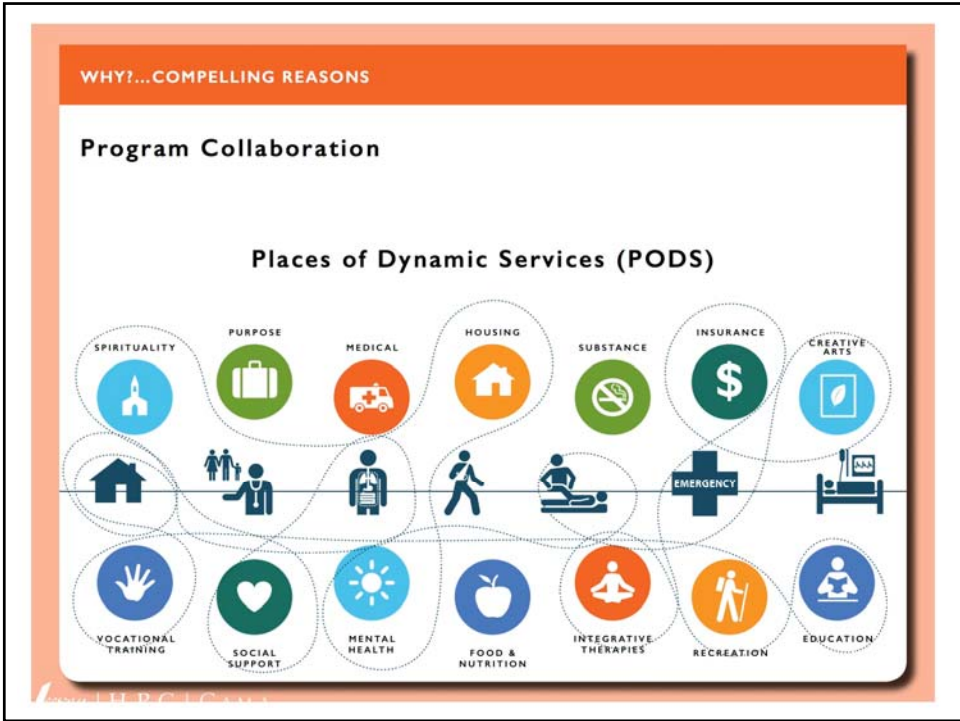 WHY?...COMPELLING REASONS
Program Collaboration
Places of Dynamic Services (PODS)
SPIRITUALITY
PURPOSE
MEDICAL
HOUSING
SUBSTANCE
INSURANCE
CREATIVE
ARTS
$
EMERGENCY
VOCATIONAL
TRAINING
SOCIAL
SUPPORT
MENTAL
HEALTH
FOOD &
NUTRITION
INTEGRATIVE
THERAPIES
RECREATION
EDUCATION